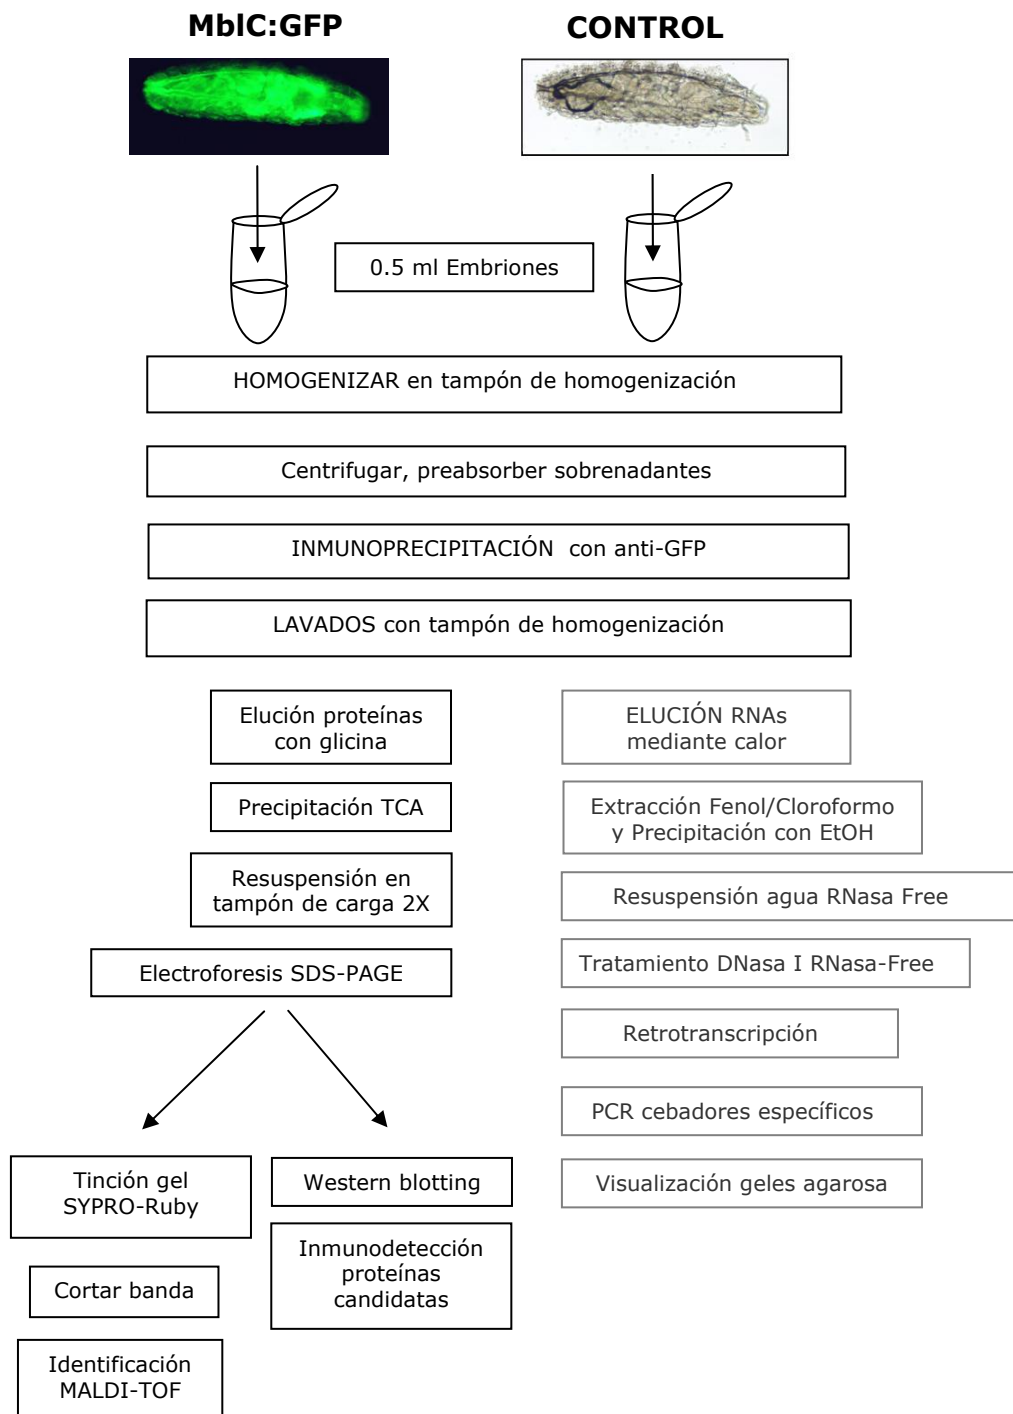 MblC:GFP
CONTROL
0.5 ml Embriones
HOMOGENIZAR en tampón de homogenización
Centrifugar, preabsorber sobrenadantes
INMUNOPRECIPITACIÓN con anti-GFP
LAVADOS con tampón de homogenización
Elución proteínas
con glicina
Precipitación TCA
Resuspensión en
tampón de carga 2X
Electroforesis SDS-PAGE
Tinción gel
SYPRO-Ruby
Cortar banda
Identificación
MALDI-TOF
Western blotting
Inmunodetección
proteínas
candidatas
ELUCIÓN RNAs
mediante calor
Extracción Fenol/Cloroformo
y Precipitación con EtOH
Resuspensión agua RNasa Free
Tratamiento DNasa I RNasa-Free
Retrotranscripción
PCR cebadores específicos
Visualización geles agarosa